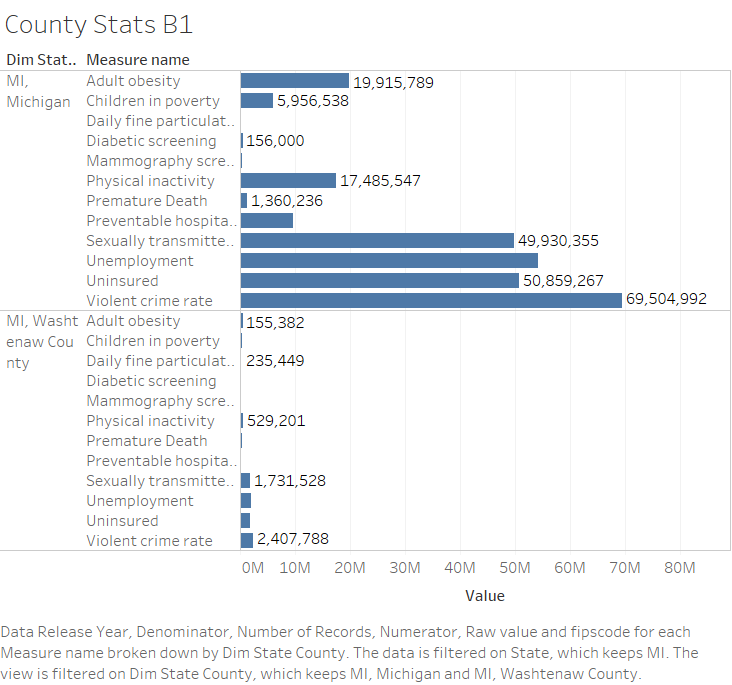 County Stats B1
Dim Stat.. Measure name
MI, Michigan
Adult obesity 19,915,789
Children in poverty 5,956,538
Daily fine particulat..
Diabetic screening 156,000
Mammography scre..
Physical inactivity 17,485,547
Premature Death 1,360,236
Preventable hospita..
Sexually transmitte.. 49,930,355
Unemployment
Uninsured 50,859,267
Violent crime rate 69,504,992
MI, Washt
enaw Cou
nty
Adult obesity 155,382
Children in poverty
Daily fine particulat.. 235,449
Diabetic screening
Mammography scre..
Physical inactivity 529,201
Premature Death
Preventable hospita..
Sexually transmitte.. 1,731,528
Unemployment
Uninsured
Violent crime rate 2,407,788
0M 10M 20M 30M 40M 50M 60M 70M 80M
Value
Data Release Year, Denominator, Number of Records, Numerator, Raw value and fipscode for each
Measure name broken down by Dim State County. The data is filtered on State, which keeps MI. The
view is filtered on Dim State County, which keeps MI, Michigan and MI, Washtenaw County.